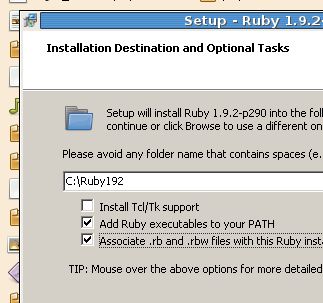 Setup - Ruby 1.9.2-
Installation Destination and Optional Tasks
Setup will install Ruby 1.9.2-p290 into the
continue or click Browse to use a different
Please avoid any folder name that contains spaces (e.
C:\Ruby192
Install Tcl/Tk support
Add Ruby executables to your PATH
Associate .rb and .rbw files with this Ruby
TIP: Mouse over the above options for more detailed